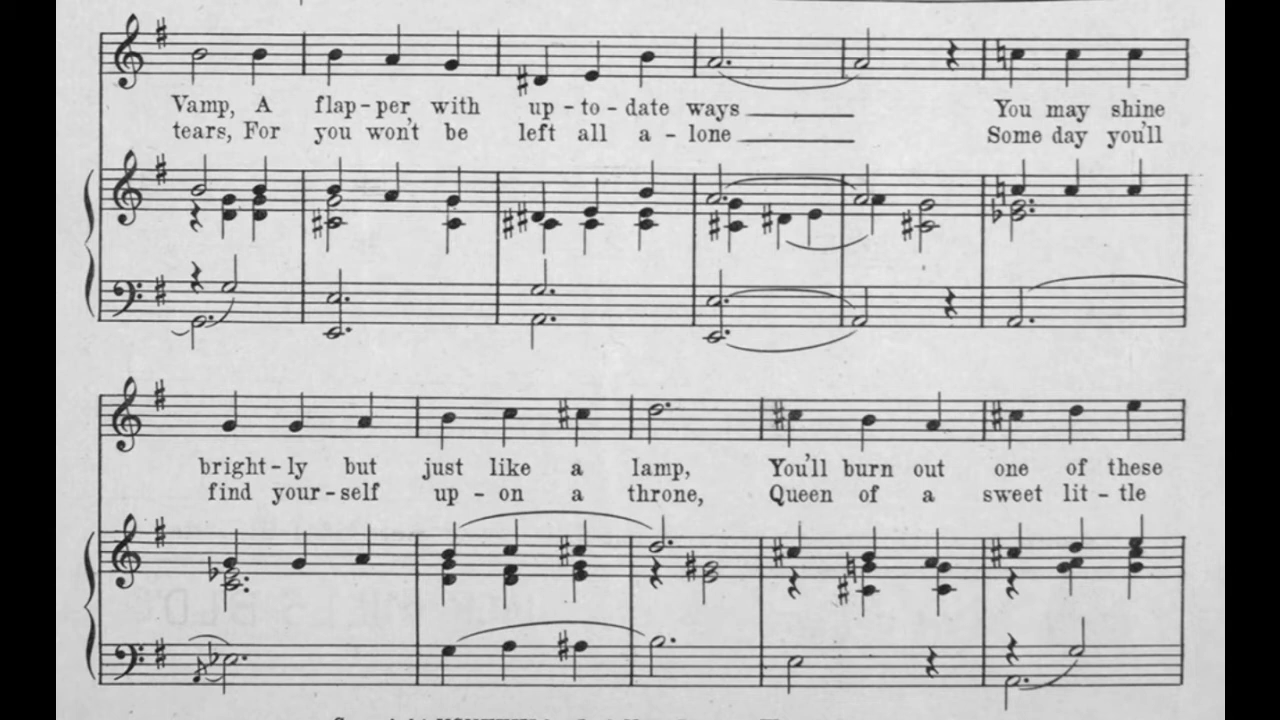 Vamp, A flap-per with up-to-date ways You may shine
tears, For you won't be left all a-lone Some day you'll
bright-ly but just like a lamp, You'll burn out one of these
find your-self up-on a throne, Queen of a sweet lit-tle